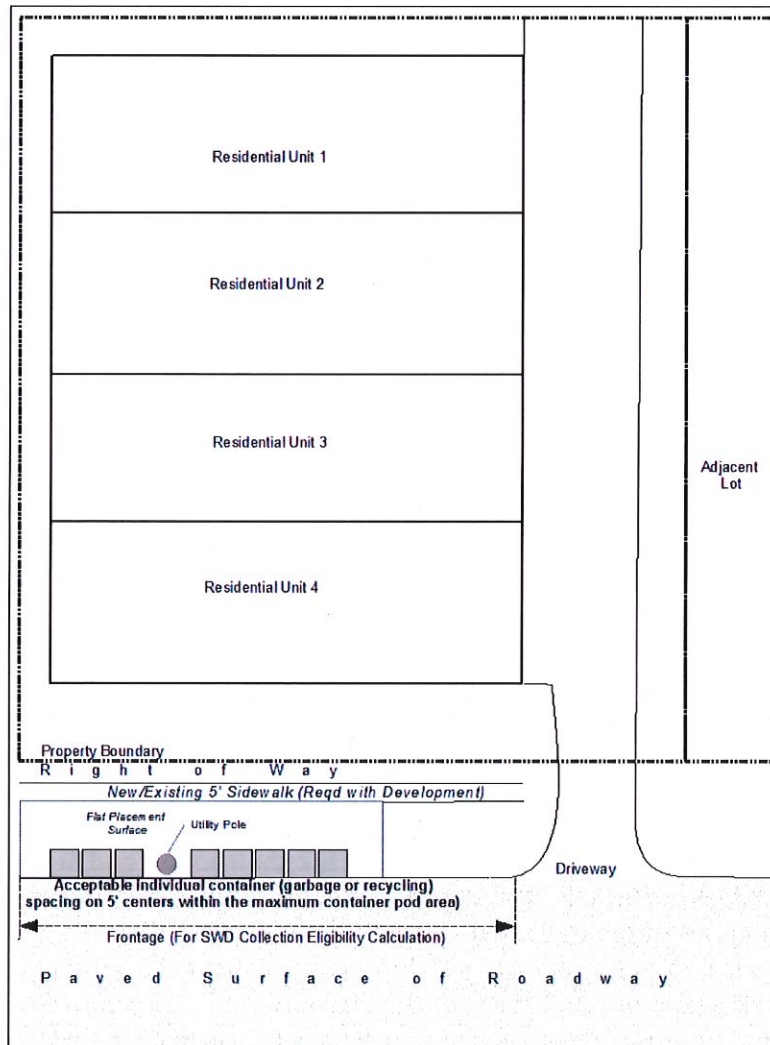 Residential Unit 1
Residential Unit 2
Residential Unit 3
Adjacent
Lot
Residential Unit 4
Property Boundary
Right of Way
New/Existing 5' Sidewalk (Reqd with Development)
Flat Placement
Surface
Utility Pole
Driveway
Acceptable individual container (garbage or recycling)
spacing on 5' centers within the maximum container pod area)
Frontage (For SWD Collection Eligibility Calculation)
Paved Surface of Roadway